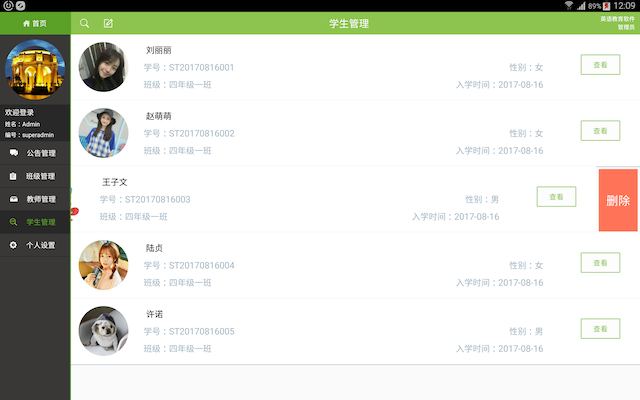 89% 12:09
首页
学生管理
英语教育软件
管理员
欢迎登录
姓名：Admin
编号：superadmin
公告管理
班级管理
教师管理
学生管理
个人设置
刘丽丽
学号：ST20170816001
性别：女
班级：四年级一班
入学时间：2017-08-16
查看
赵萌萌
学号：ST20170816002
性别：女
班级：四年级一班
入学时间：2017-08-16
查看
王子文
学号：ST20170816003
性别：男
班级：四年级一班
入学时间：2017-08-16
查看
删除
陆贞
学号：ST20170816004
性别：女
班级：四年级一班
入学时间：2017-08-16
查看
许诺
学号：ST20170816005
性别：男
班级：四年级一班
入学时间：2017-08-16
查看